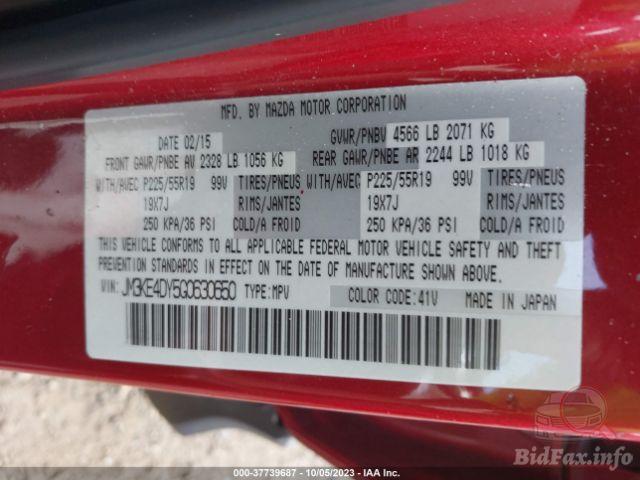 MFD. BY MAZDA MOTOR CORPORATION
DATE 02/15 GVWR/PNBV 4566 LB 2071 KG
FRONT GAWR/PNBE AV 2328 LB 1056 KG REAR GAWR/PNBE AR 2244 LB 1018 KG
WITH/AVEC P225/55R19 99V TIRES/PNEUS WITH/AVEC P225/55R19 99V TIRES/PNEUS
19X7J RIMS/JANTES 19X7J RIMS/JANTES
250 KPA/36 PSI COLD/A FROID 250 KPA/36 PSI COLD/A FROID
THIS VEHICLE CONFORMS TO ALL APPLICABLE FEDERAL MOTOR VEHICLE SAFETY AND THEFT
PREVENTION STANDARDS IN EFFECT ON THE DATE OF MANUFACTURE SHOWN ABOVE.
VIN: JM3KE4DY5G0630650 TYPE:MPV COLOR CODE:41V MADE IN JAPAN
000-37739687 - 10/05/2023 - IAA Inc.
BidFax.info